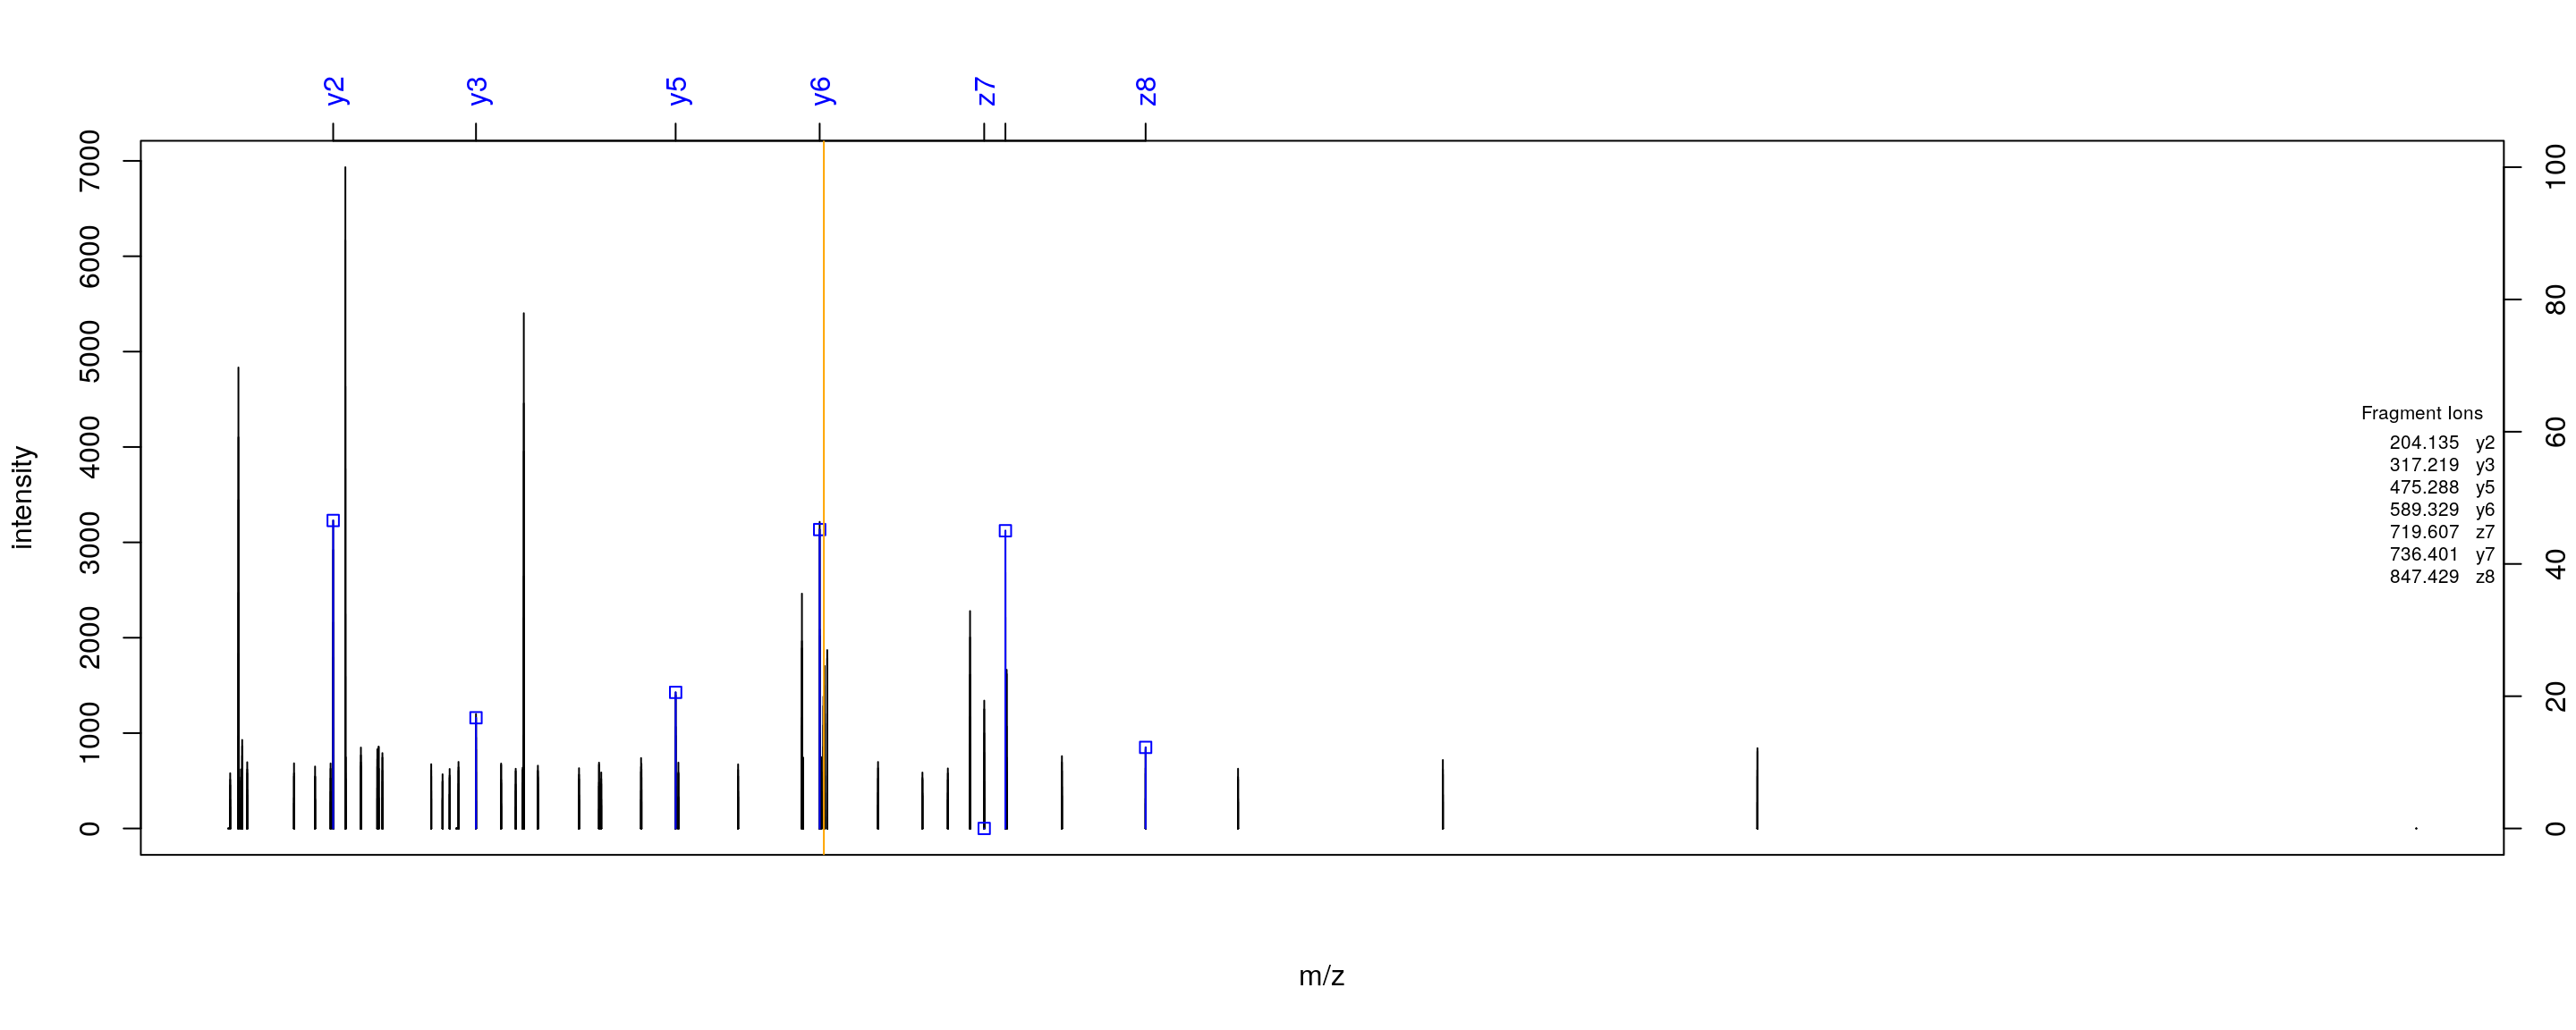 y2 y3 y5 y6 z7 z8
7000
6000
5000
4000
3000
2000
1000
0
intensity
100
80
60
40
20
0
Fragment Ions
204.135 y2
317.219 y3
475.288 y5
589.329 y6
719.607 z7
736.401 y7
847.429 z8
m/z